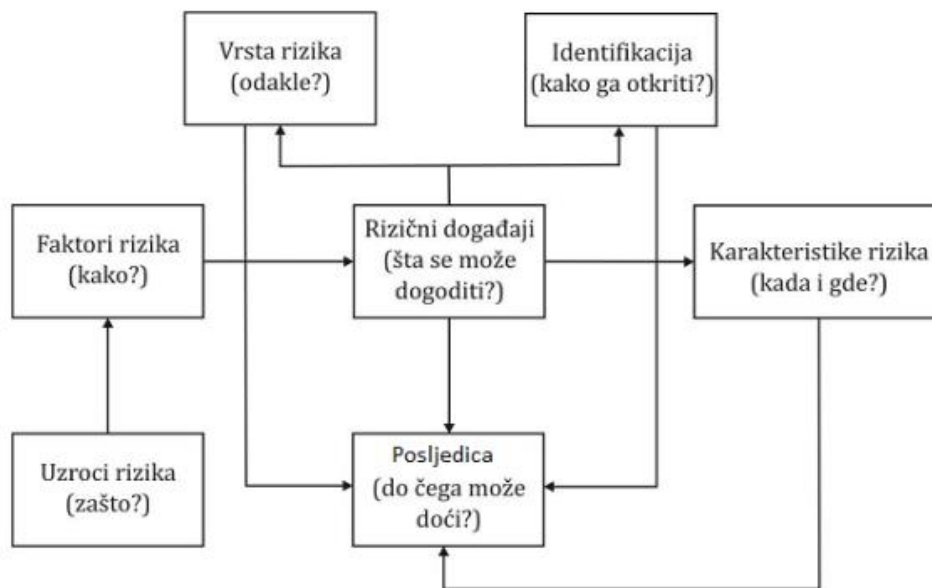 Vrsta rizika
(odakle?)
Identifikacija
(kako ga otkriti?)
Faktori rizika
(kako?)
Rizični događaji
(šta se može
dogoditi?)
Karakteristike rizika
(kada i gde?)
Uzroci rizika
(zašto?)
Posljedica
(do čega može
doći?)